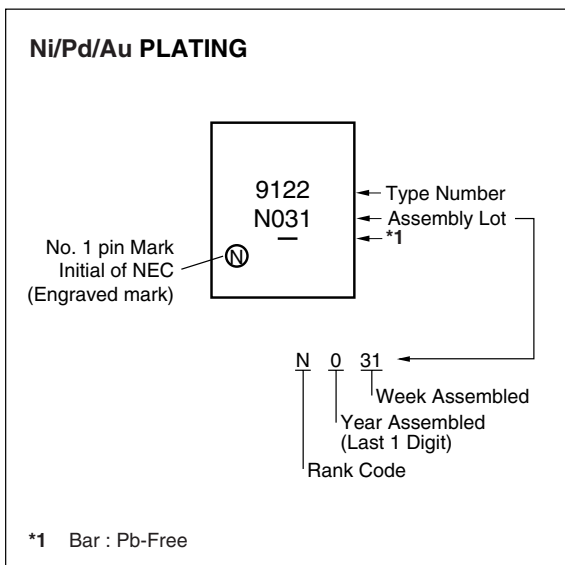 Ni/Pd/Au PLATING
9122
N031
Type Number
Assembly Lot
*1
No. 1 pin Mark
Initial of NEC
(Engraved mark)
N
N 0 31
Week Assembled
Year Assembled
(Last 1 Digit)
Rank Code
*1 Bar : Pb-Free